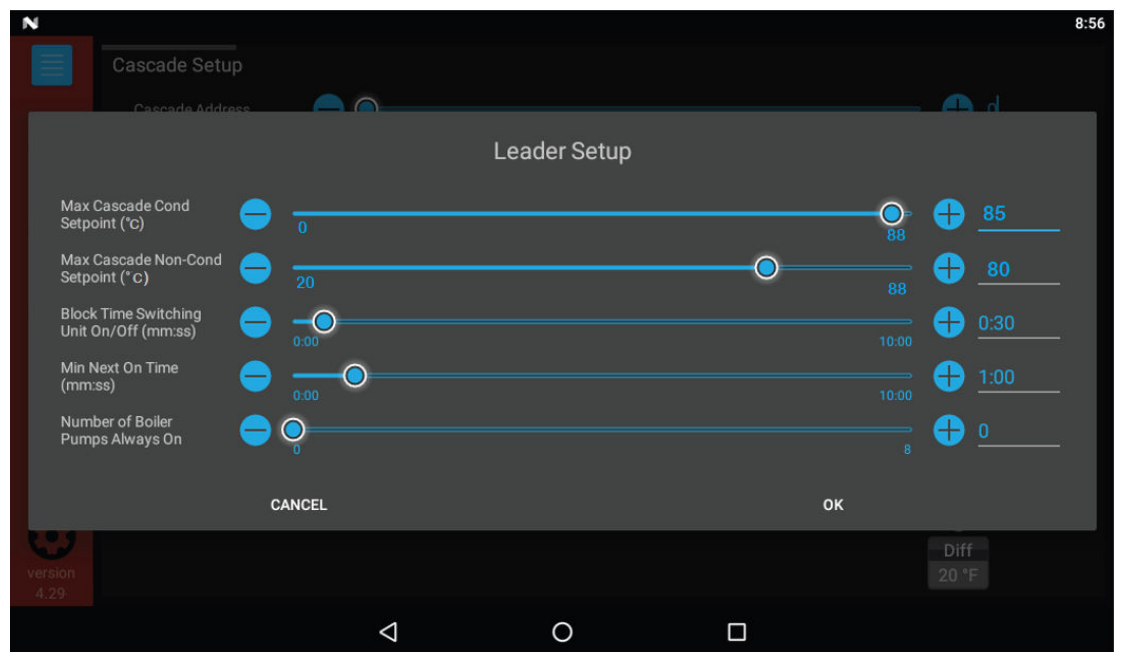 8:56
Cascade Setup
Cascade Address
Leader Setup
Max Cascade Cond
Setpoint (°C)
0
88
85
Max Cascade Non-Cond
Setpoint (°C)
20
88
80
Block Time Switching
Unit On/Off (mm:ss)
0:00
10:00
0:30
Min Next On Time
(mm:ss)
0:00
10:00
1:00
Number of Boiler
Pumps Always On
0
8
0
CANCEL
OK
Diff
20 °F
version
4.29